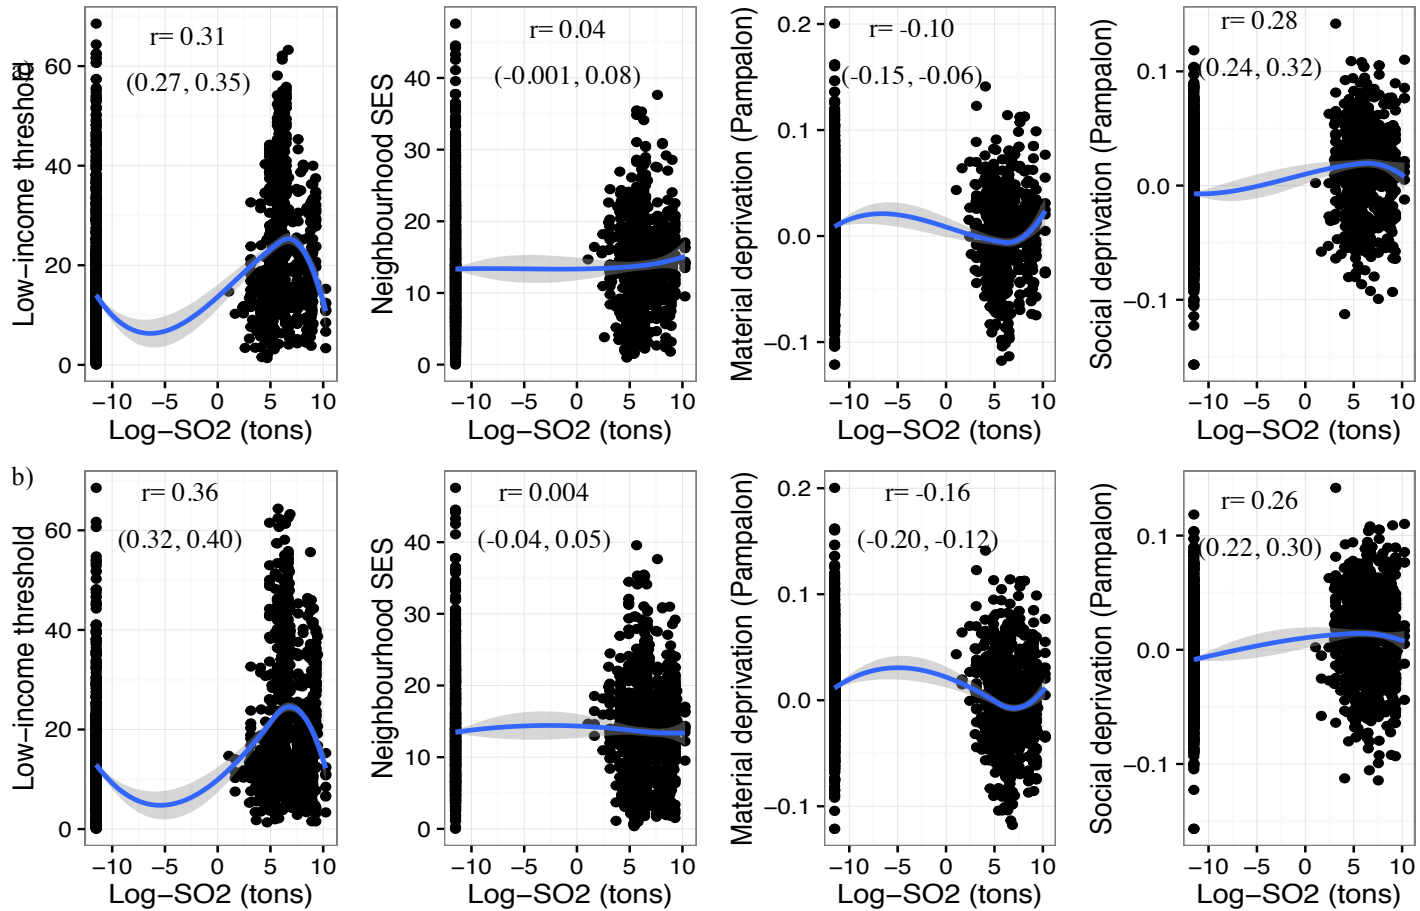 a)
r= 0.31
(0.27, 0.35)
Low−income threshold
60
40
20
0
−10 −5 0 5 10
Log−SO2 (tons)
r= 0.04
(-0.001, 0.08)
Neighbourhood SES
40
30
20
10
0
−10 −5 0 5 10
Log−SO2 (tons)
r= -0.10
(-0.15, -0.06)
Material deprivation (Pampalon)
0.2
0.1
0.0
−0.1
−10 −5 0 5 10
Log−SO2 (tons)
r= 0.28
(0.24, 0.32)
Social deprivation (Pampalon)
0.1
0.0
−0.1
−10 −5 0 5 10
Log−SO2 (tons)
b)
r= 0.36
(0.32, 0.40)
Low−income threshold
60
40
20
0
−10 −5 0 5 10
Log−SO2 (tons)
r= 0.004
(-0.04, 0.05)
Neighbourhood SES
40
30
20
10
0
−10 −5 0 5 10
Log−SO2 (tons)
r= -0.16
(-0.20, -0.12)
Material deprivation (Pampalon)
0.2
0.1
0.0
−0.1
−10 −5 0 5 10
Log−SO2 (tons)
r= 0.26
(0.22, 0.30)
Social deprivation (Pampalon)
0.1
0.0
−0.1
−10 −5 0 5 10
Log−SO2 (tons)